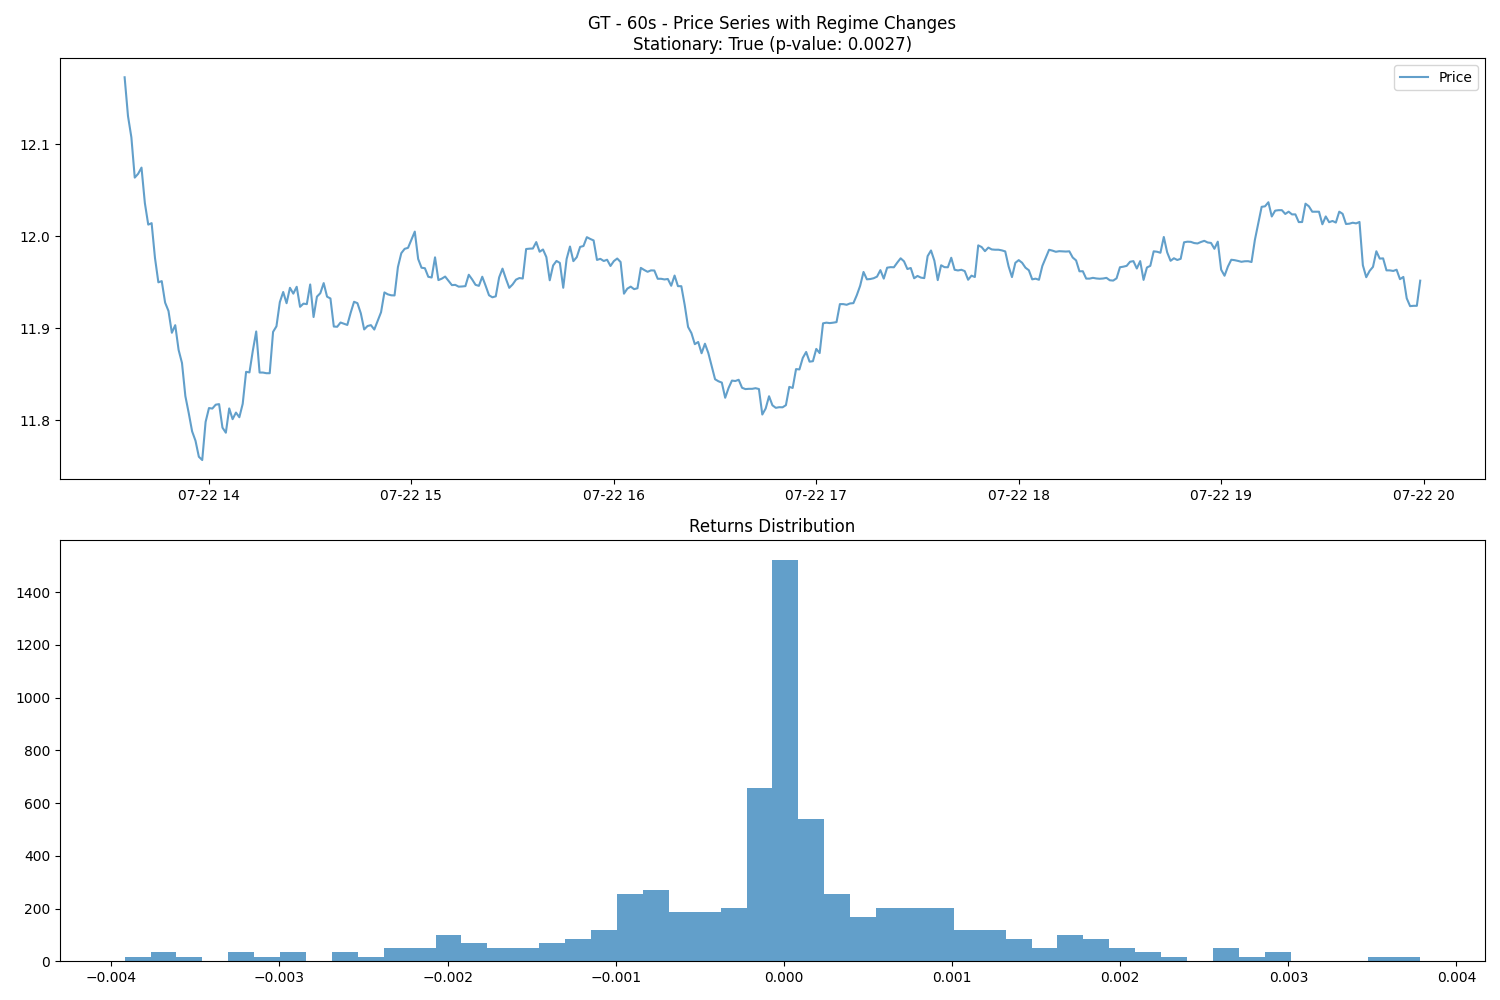 GT - 60s - Price Series with Regime Changes
Stationary: True (p-value: 0.0027)
Price
12.1
12.0
11.9
11.8
07-22 14 07-22 15 07-22 16 07-22 17 07-22 18 07-22 19 07-22 20
Returns Distribution
1400
1200
1000
800
600
400
200
0
−0.004 −0.003 −0.002 −0.001 0.000 0.001 0.002 0.003 0.004